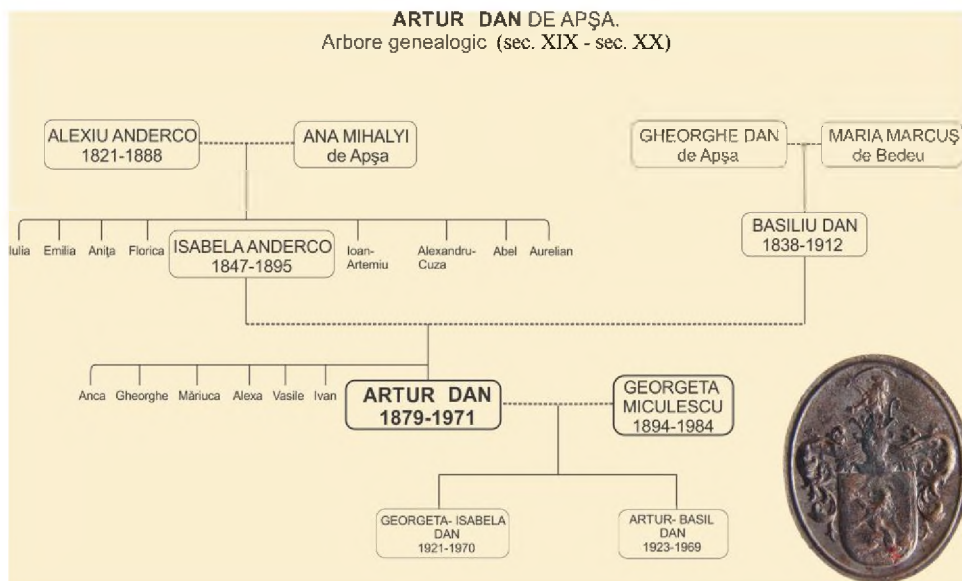 ARTUR DAN DE APŞA.
Arbore genealogic (sec. XIX - sec. XX)
ALEXIU ANDERCO
1821-1888
ANA MIHALYI
de Apşa
GHEORGHE DAN
de Apşa
MARIA MARCUŞ
de Bedeu
Iulia
Emilia
Aniţa
Florica
ISABELA ANDERCO
1847-1895
Ioan-
Artemiu
Alexandru-
Cuza
Abel
Aurelian
BASILIU DAN
1838-1912
Anca
Gheorghe
Măriuca
Alexa
Vasile
Ivan
ARTUR DAN
1879-1971
GEORGETA
MICULESCU
1894-1984
GEORGETA- ISABELA
DAN
1921-1970
ARTUR- BASIL
DAN
1923-1969